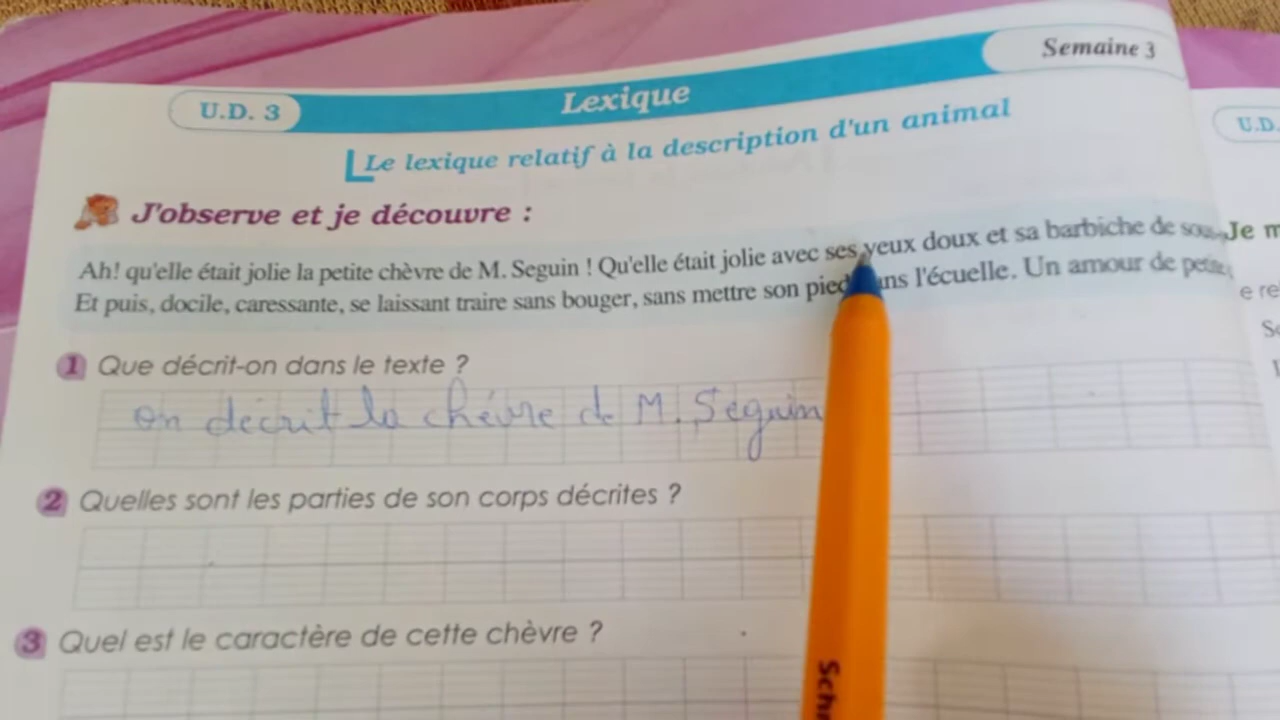 Semaine 3
U.D. 3
Lexique
U.D.
Le lexique relatif à la description d'un animal
J'observe et je découvre :
Je m
Ah! qu'elle était jolie la petite chèvre de M. Seguin ! Qu'elle était jolie avec ses yeux doux et sa barbiche de
Et puis, docile, caressante, se laissant traire sans bouger, sans mettre son pied l'écuelle. Un amour de
e re
1 Que décrit-on dans le texte ?
on décrit la chévre de M. Seguin
2 Quelles sont les parties de son corps décrites ?
3 Quel est le caractère de cette chèvre ?
Schn